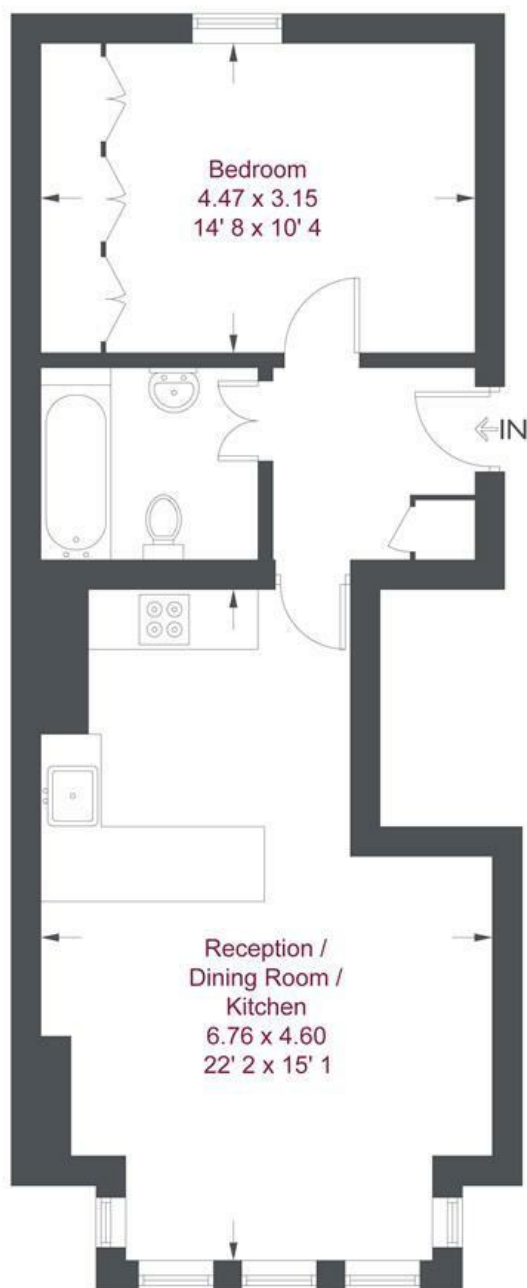 Bedroom
4.47 x 3.15
14' 8 x 10' 4
IN
Reception /
Dining Room /
Kitchen
6.76 x 4.60
22' 2 x 15' 1